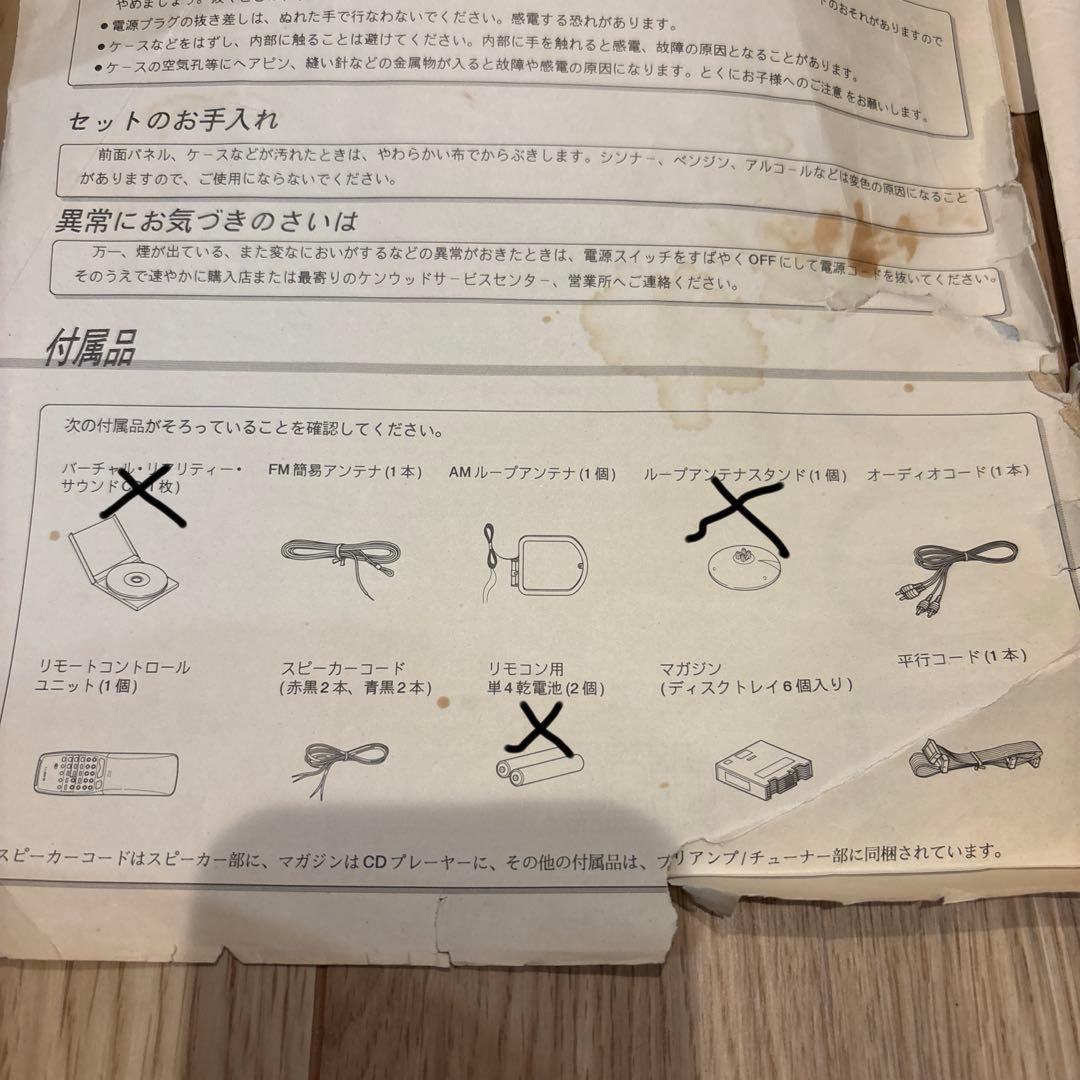 やめましょう。
のおそれがありますので
●電源プラグの抜き差しは、ぬれた手で行なわないでください。感電する恐れがあります。
●ケースなどをはずし、内部に触ることは避けてください。内部に手を触れると感電、故障の原因となることがあります。
●ケースの空気孔等にヘアピン、縫い針などの金属物が入ると故障や感電の原因になります。とくにお子様へのご注意をお願いします。
セットのお手入れ
前面パネル、ケースなどが汚れたときは、やわらかい布でからぶきします。シンナー、ベンジン、アルコールなどは変色の原因になること
がありますので、ご使用にならないでください。
異常にお気づきのさいは
万一、煙が出ている、また変なにおいがするなどの異常がおきたときは、電源スイッチをすばやくOFFにして電源コードを抜いてください。
そのうえで速やかに購入店または最寄りのケンウッドサービスセンター、営業所へご連絡ください。
付属品
次の付属品がそろっていることを確認してください。
バーチャル・リアリティー・
サウンドCD(1枚)
FM簡易アンテナ(1本)
AMループアンテナ(1個)
ループアンテナスタンド(1個)
オーディオコード(1本)
リモートコントロール
ユニット(1個)
スピーカーコード
(赤黒2本、青黒2本)
リモコン用
単4乾電池(2個)
マガジン
(ディスクトレイ6個入り)
平行コード(1本)
スピーカーコードはスピーカー部に、マガジンはCDプレーヤーに、その他の付属品は、プリアンプ/チューナー部に同梱されています。